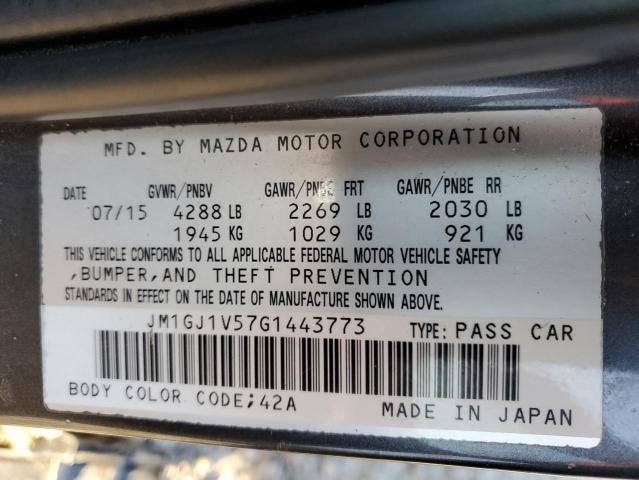 MFD. BY MAZDA MOTOR CORPORATION
DATE GVWR/PNBV GAWR/PNBE FRT GAWR/PNBE RR
07/15 4288 LB 2269 LB 2030 LB
1945 KG 1029 KG 921 KG
THIS VEHICLE CONFORMS TO ALL APPLICABLE FEDERAL MOTOR VEHICLE SAFETY
,BUMPER,AND THEFT PREVENTION
STANDARDS IN EFFECT ON THE DATE OF MANUFACTURE SHOWN ABOVE.
JM1GJ1V57G1443773 TYPE: PASS CAR
BODY COLOR CODE;42A MADE IN JAPAN